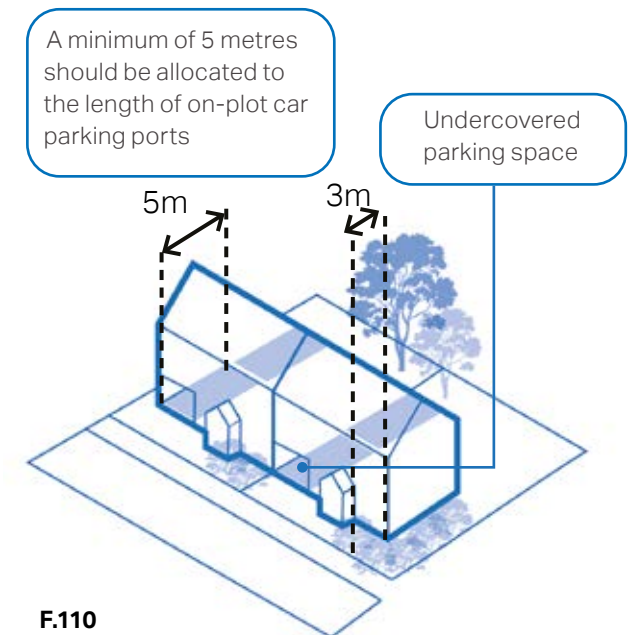 A minimum of 5 metres
should be allocated to
the length of on-plot car
parking ports
Undercovered
parking space
5m
3m
F.110